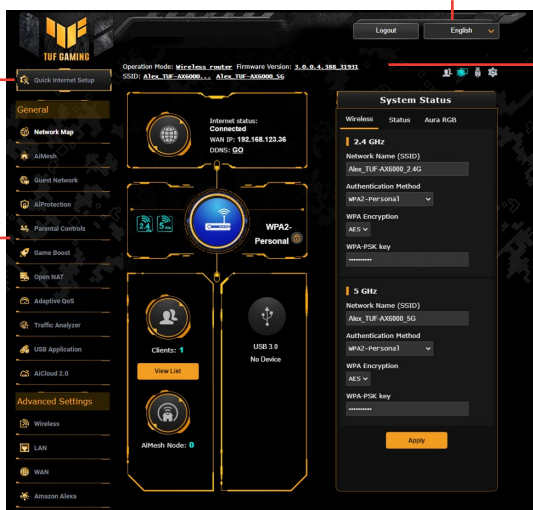 Logout
English
TUF GAMING
Operation Mode: Wireless router Firmware Version: 3.0.0.4.388_31931
SSID: Alex_TUF-AX6000... Alex_TUF-AX6000_5G
Quick Internet Setup
General
Network Map
AiMesh
Guest Network
AiProtection
Parental Controls
Game Boost
Open NAT
Adaptive QoS
Traffic Analyzer
USB Application
AiCloud 2.0
Advanced Settings
Wireless
LAN
WAN
Amazon Alexa
Internet status:
Connected
WAN IP: 192.168.123.36
DDNS: GO
2.4
5
WPA2-
Personal
Clients: 1
View List
AiMesh Node: 0
USB 3.0
No Device
System Status
Wireless Status Aura RGB
2.4 GHz
Network Name (SSID)
Alex_TUF-AX6000_2.4G
Authentication Method
WPA2-Personal
WPA Encryption
AES
WPA-PSK key
5 GHz
Network Name (SSID)
Alex_TUF-AX6000_5G
Authentication Method
WPA2-Personal
WPA Encryption
AES
WPA-PSK key
Apply